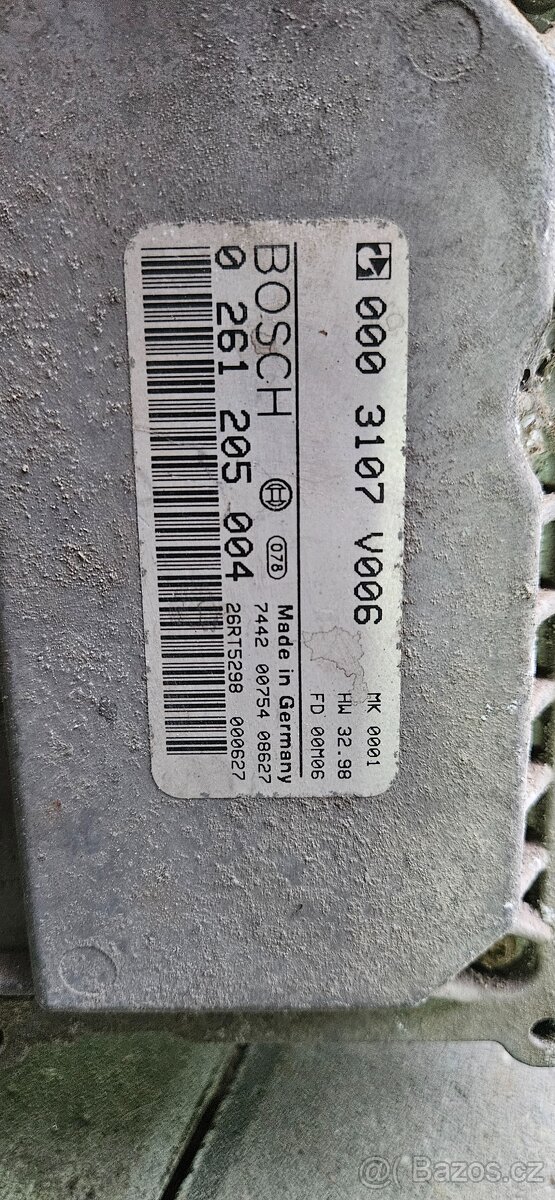 000 3107 V006
MK 0001
HW 32.98
FD 00M06
BOSCH
078
Made in Germany
7442 00754 08627
0 261 205 004
26RT5298 000627
Bazos.cz